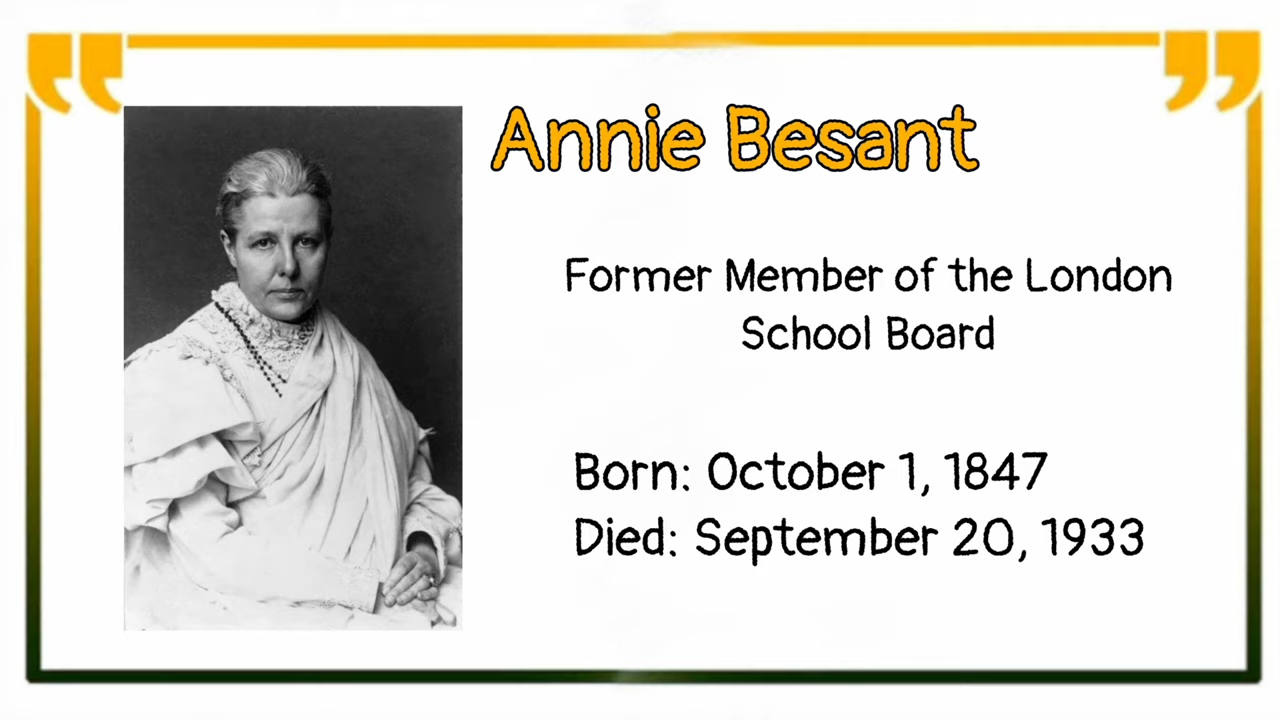 Annie Besant
Former Member of the London
School Board
Born: October 1, 1847
Died: September 20, 1933